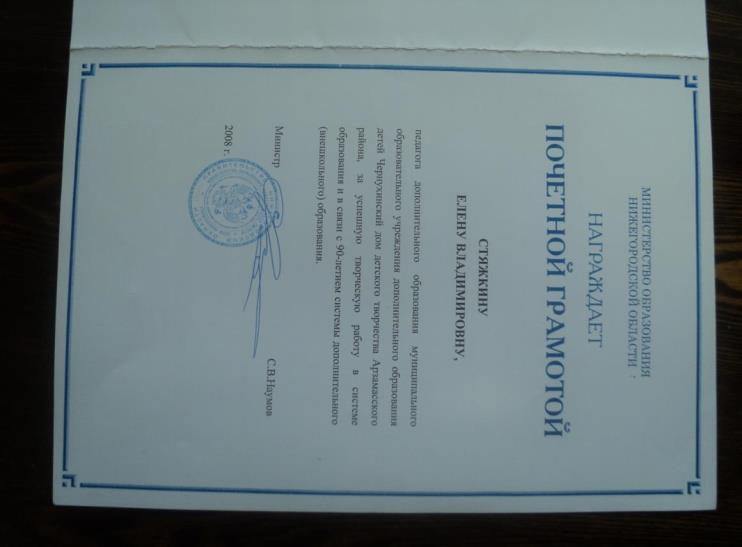 МИНИСТЕРСТВО ОБРАЗОВАНИЯ
НИЖЕГОРОДСКОЙ ОБЛАСТИ
НАГРАЖДАЕТ
ПОЧЕТНОЙ ГРАМОТОЙ
СТЯЖКИНУ
ЕЛЕНУ ВЛАДИМИРОВНУ,
педагога дополнительного образования муниципального
образовательного учреждения дополнительного образования
детей Чернухинский дом детского творчества Арзамасского
района, за успешную творческую работу в системе
образования и в связи с 90-летием системы дополнительного
(внешкольного) образования.
Министр С.В.Наумов
2008 г.